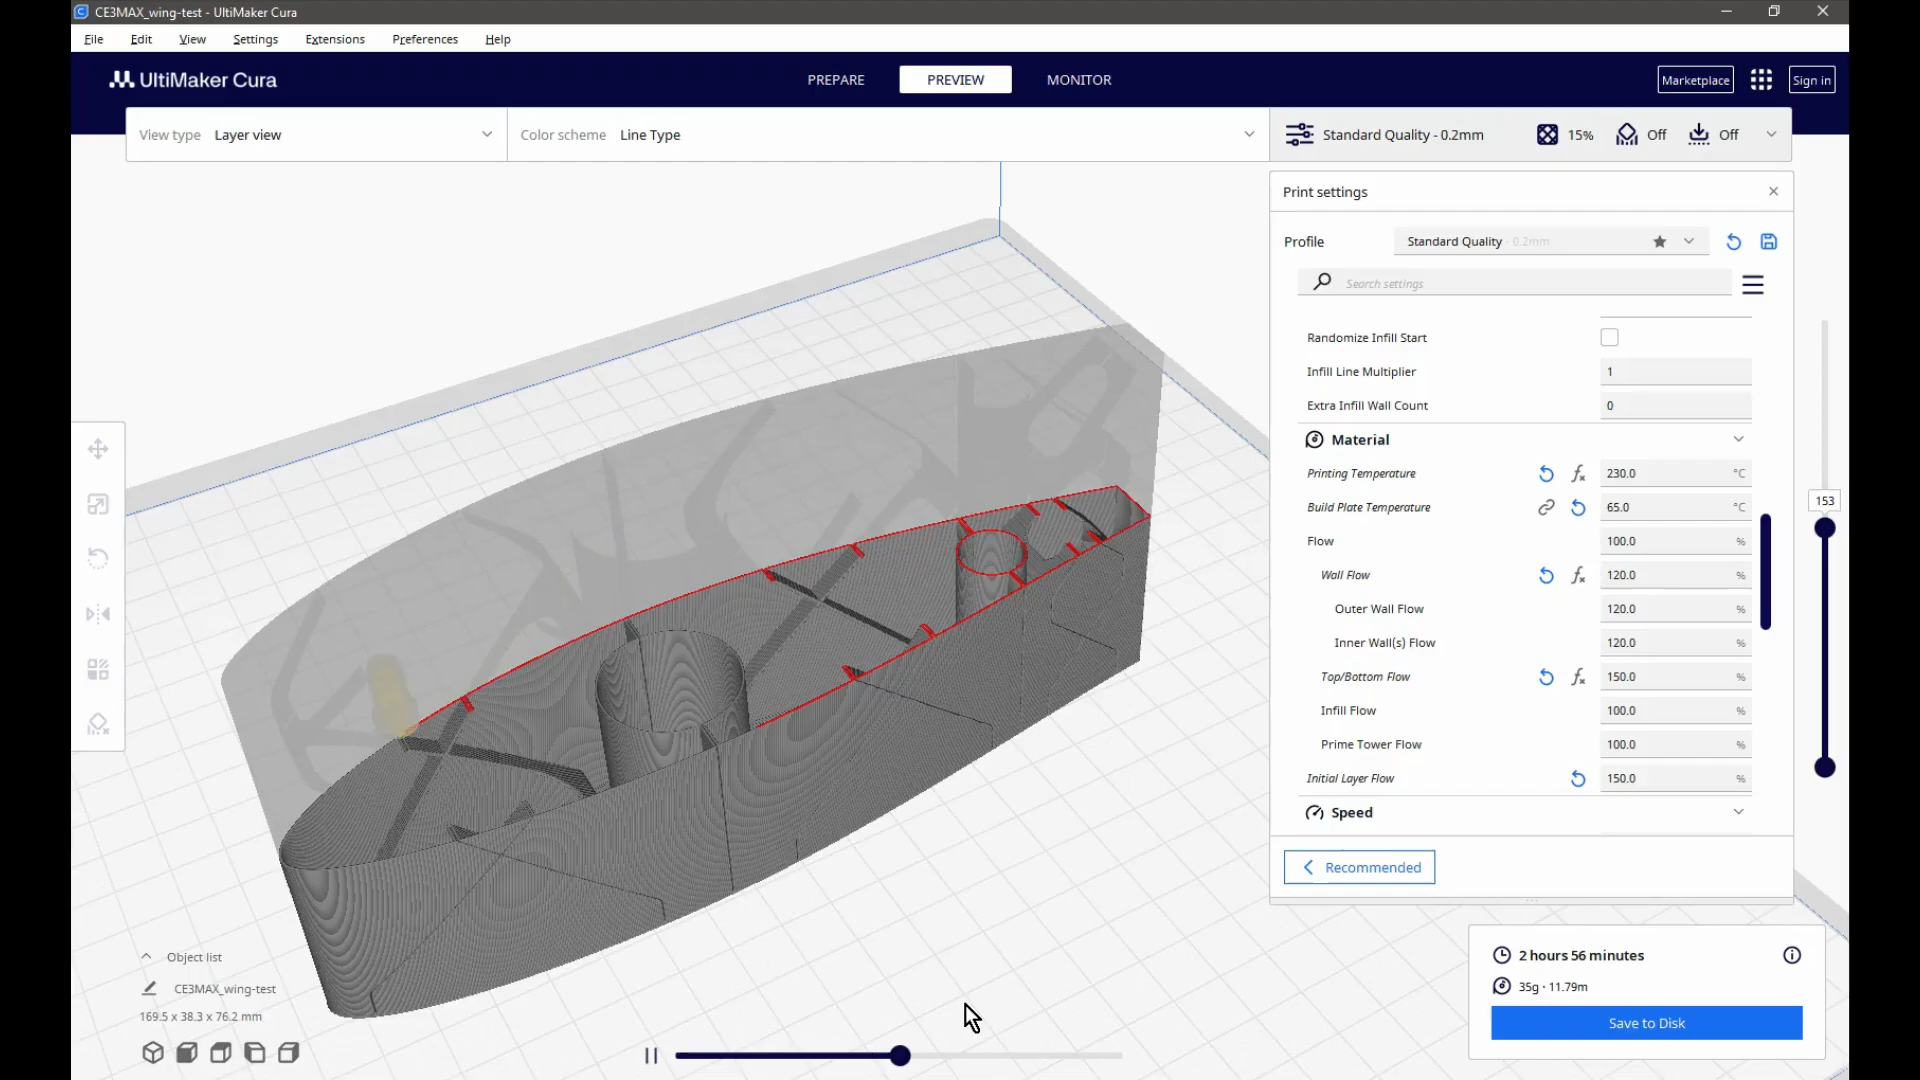 CE3MAX_wing-test - UltiMaker Cura
File Edit View Settings Extensions Preferences Help
UltiMaker Cura PREPARE PREVIEW MONITOR Marketplace Sign in
View type Layer view Color scheme Line Type Standard Quality - 0.2mm 15% Off Off
Print settings
Profile Standard Quality - 0.2mm
Search settings
Randomize Infill Start
Infill Line Multiplier 1
Extra Infill Wall Count 0
Material
Printing Temperature 230.0 °C
Build Plate Temperature 65.0 °C
Flow 100.0 %
Wall Flow 120.0 %
Outer Wall Flow 120.0 %
Inner Wall(s) Flow 120.0 %
Top/Bottom Flow 150.0 %
Infill Flow 100.0 %
Prime Tower Flow 100.0 %
Initial Layer Flow 150.0 %
Speed
Recommended
153
Object list
CE3MAX_wing-test
169.5 x 38.3 x 76.2 mm
2 hours 56 minutes
35g · 11.79m
Save to Disk